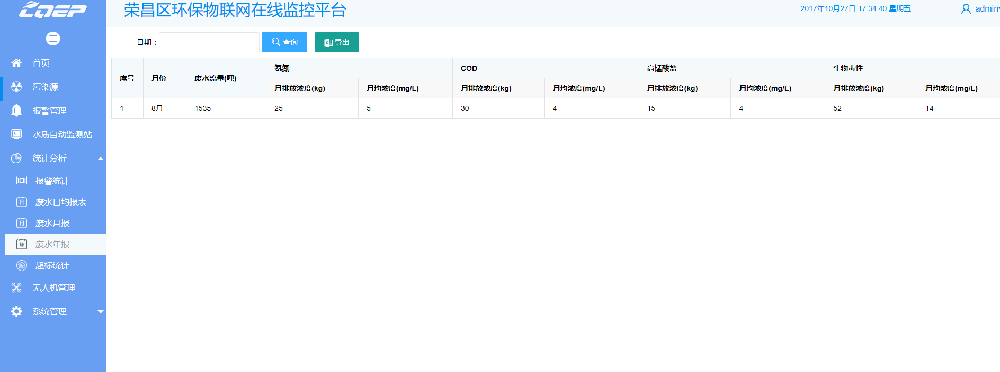 CQEP
荣昌区环保物联网在线监控平台
2017年10月27日 17:34:40 星期五
admin
首页
污染源
报警管理
水质自动监测站
统计分析
报警统计
日 废水日均报表
月 废水月报
年 废水年报
超标统计
无人机管理
系统管理
日期：
查询
导出
序号 月份 废水流量(吨) 氨氮 COD 高锰酸盐 生物毒性
月排放浓度(kg) 月均浓度(mg/L) 月排放浓度(kg) 月均浓度(mg/L) 月排放浓度(kg) 月均浓度(mg/L) 月排放浓度(kg) 月均浓度(mg/L)
1 8月 1535 25 5 30 4 15 4 52 14